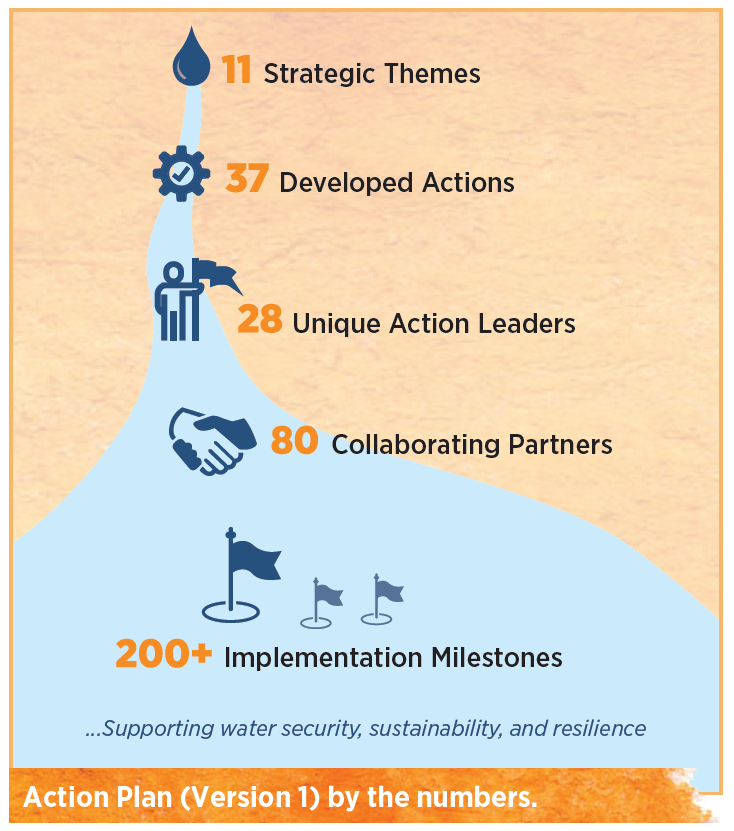 11 Strategic Themes
37 Developed Actions
28 Unique Action Leaders
80 Collaborating Partners
200+ Implementation Milestones
...Supporting water security, sustainability, and resilience
Action Plan (Version 1) by the numbers.